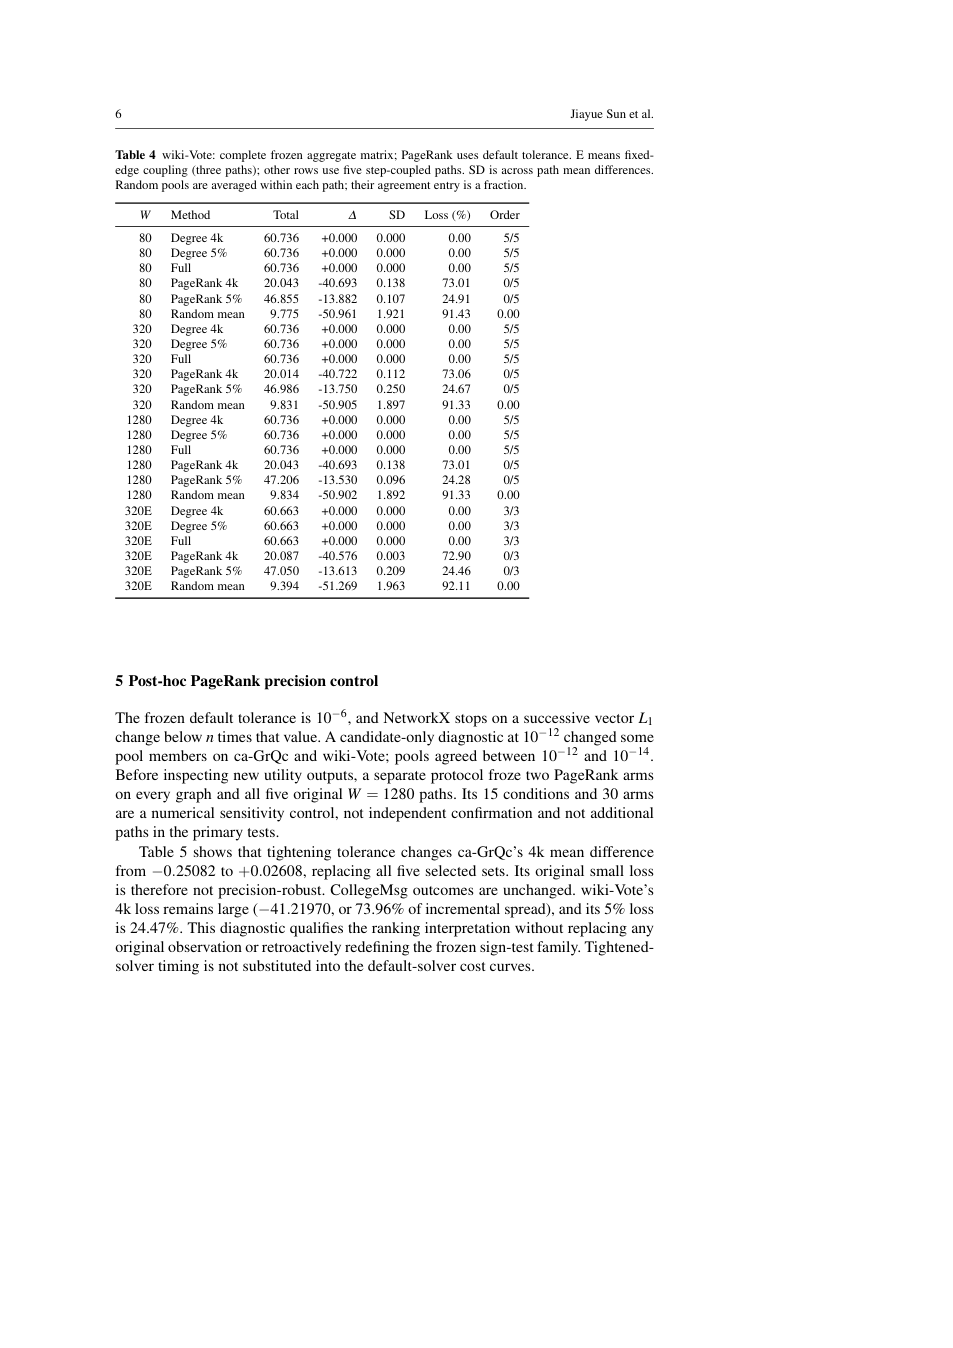 6 Jiayue Sun et al.
Table 4 wiki-Vote: complete frozen aggregate matrix; PageRank uses default tolerance. E means fixed-
edge coupling (three paths); other rows use five step-coupled paths. SD is across path mean differences.
Random pools are averaged within each path; their agreement entry is a fraction.
W Method Total Δ SD Loss (%) Order
80 Degree 4k 60.736 +0.000 0.000 0.00 5/5
80 Degree 5% 60.736 +0.000 0.000 0.00 5/5
80 Full 60.736 +0.000 0.000 0.00 5/5
80 PageRank 4k 20.043 -40.693 0.138 73.01 0/5
80 PageRank 5% 46.855 -13.882 0.107 24.91 0/5
80 Random mean 9.775 -50.961 1.921 91.43 0.00
320 Degree 4k 60.736 +0.000 0.000 0.00 5/5
320 Degree 5% 60.736 +0.000 0.000 0.00 5/5
320 Full 60.736 +0.000 0.000 0.00 5/5
320 PageRank 4k 20.014 -40.722 0.112 73.06 0/5
320 PageRank 5% 46.986 -13.750 0.250 24.67 0/5
320 Random mean 9.831 -50.905 1.897 91.33 0.00
1280 Degree 4k 60.736 +0.000 0.000 0.00 5/5
1280 Degree 5% 60.736 +0.000 0.000 0.00 5/5
1280 Full 60.736 +0.000 0.000 0.00 5/5
1280 PageRank 4k 20.043 -40.693 0.138 73.01 0/5
1280 PageRank 5% 47.206 -13.530 0.096 24.28 0/5
1280 Random mean 9.834 -50.902 1.892 91.33 0.00
320E Degree 4k 60.663 +0.000 0.000 0.00 3/3
320E Degree 5% 60.663 +0.000 0.000 0.00 3/3
320E Full 60.663 +0.000 0.000 0.00 3/3
320E PageRank 4k 20.087 -40.576 0.003 72.90 0/3
320E PageRank 5% 47.050 -13.613 0.209 24.46 0/3
320E Random mean 9.394 -51.269 1.963 92.11 0.00
5 Post-hoc PageRank precision control
The frozen default tolerance is 10⁻⁶, and NetworkX stops on a successive vector L₁
change below n times that value. A candidate-only diagnostic at 10⁻¹² changed some
pool members on ca-GrQc and wiki-Vote; pools agreed between 10⁻¹² and 10⁻¹⁴.
Before inspecting new utility outputs, a separate protocol froze two PageRank arms
on every graph and all five original W = 1280 paths. Its 15 conditions and 30 arms
are a numerical sensitivity control, not independent confirmation and not additional
paths in the primary tests.
Table 5 shows that tightening tolerance changes ca-GrQc's 4k mean difference
from −0.25082 to +0.02608, replacing all five selected sets. Its original small loss
is therefore not precision-robust. CollegeMsg outcomes are unchanged. wiki-Vote's
4k loss remains large (−41.21970, or 73.96% of incremental spread), and its 5% loss
is 24.47%. This diagnostic qualifies the ranking interpretation without replacing any
original observation or retroactively redefining the frozen sign-test family. Tightened-
solver timing is not substituted into the default-solver cost curves.